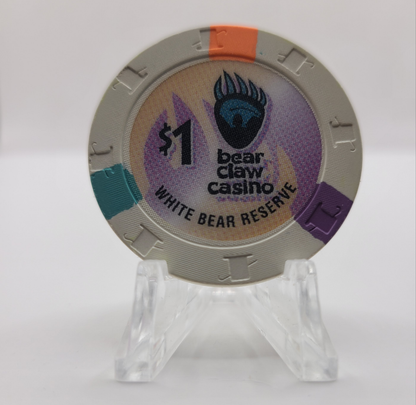 $1
bear
claw
casino
WHITE BEAR RESERVE